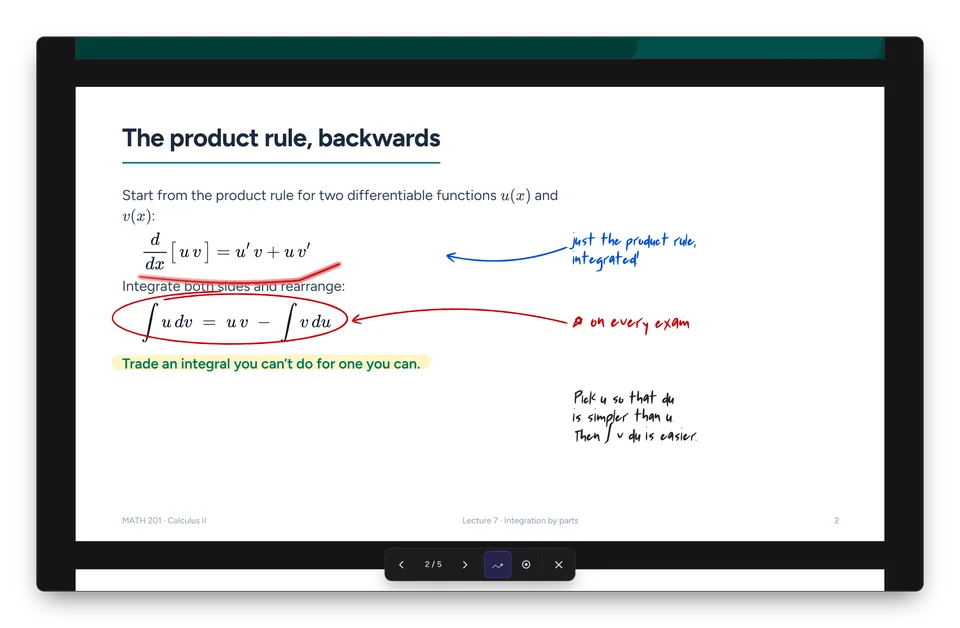 The product rule, backwards
Start from the product rule for two differentiable functions u(x) and
v(x):
d/dx [u v] = u′ v + u v′
just the product rule,
integrated!
Integrate both sides and rearrange:
∫ u dv = u v − ∫ v du
on every exam
Trade an integral you can’t do for one you can.
Pick u so that du
is simpler than u.
Then ∫ v du is easier.
MATH 201 · Calculus II
Lecture 7 · Integration by parts
2
2 / 5